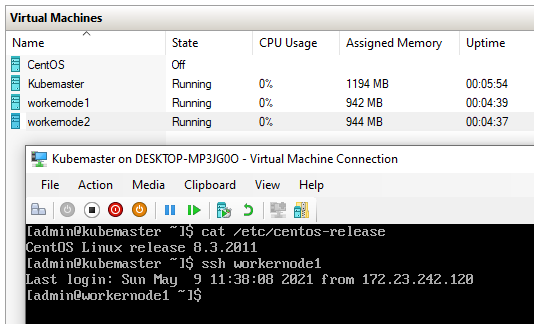 Virtual Machines
Name State CPU Usage Assigned Memory Uptime
CentOS Off
Kubemaster Running 0% 1194 MB 00:05:54
workernode1 Running 0% 942 MB 00:04:39
workernode2 Running 0% 944 MB 00:04:37
Kubemaster on DESKTOP-MP3JG0O - Virtual Machine Connection
File Action Media Clipboard View Help
[admin@kubemaster ~]$ cat /etc/centos-release
CentOS Linux release 8.3.2011
[admin@kubemaster ~]$ ssh workernode1
Last login: Sun May  9 11:38:08 2021 from 172.23.242.120
[admin@workernode1 ~]$